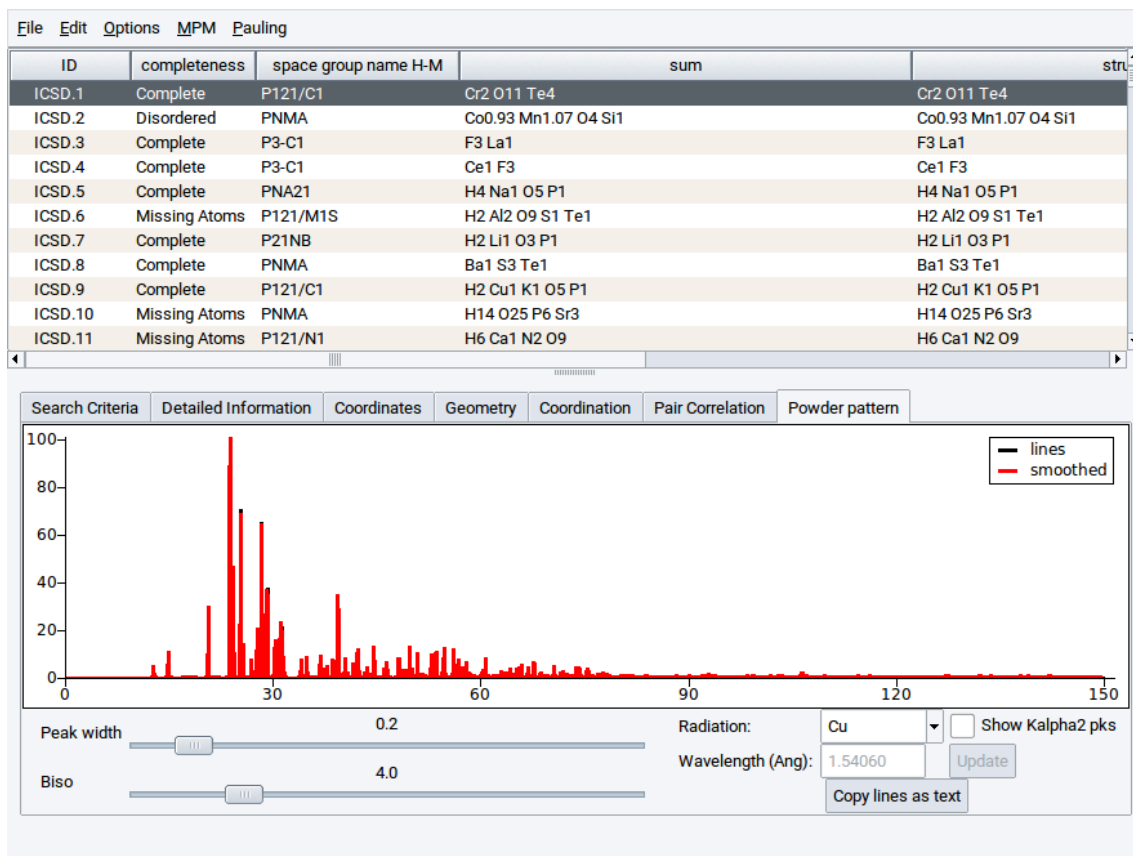 File Edit Options MPM Pauling
ID completeness space group name H-M sum stru
ICSD.1 Complete P121/C1 Cr2 O11 Te4 Cr2 O11 Te4
ICSD.2 Disordered PNMA Co0.93 Mn1.07 O4 Si1 Co0.93 Mn1.07 O4 Si1
ICSD.3 Complete P3-C1 F3 La1 F3 La1
ICSD.4 Complete P3-C1 Ce1 F3 Ce1 F3
ICSD.5 Complete PNA21 H4 Na1 O5 P1 H4 Na1 O5 P1
ICSD.6 Missing Atoms P121/M1S H2 Al2 O9 S1 Te1 H2 Al2 O9 S1 Te1
ICSD.7 Complete P21NB H2 Li1 O3 P1 H2 Li1 O3 P1
ICSD.8 Complete PNMA Ba1 S3 Te1 Ba1 S3 Te1
ICSD.9 Complete P121/C1 H2 Cu1 K1 O5 P1 H2 Cu1 K1 O5 P1
ICSD.10 Missing Atoms PNMA H14 O25 P6 Sr3 H14 O25 P6 Sr3
ICSD.11 Missing Atoms P121/N1 H6 Ca1 N2 O9 H6 Ca1 N2 O9
Search Criteria Detailed Information Coordinates Geometry Coordination Pair Correlation Powder pattern
100
80
60
40
20
0
lines
smoothed
0 30 60 90 120 150
Peak width 0.2 Radiation: Cu Show Kalpha2 pks
Biso 4.0 Wavelength (Ang): 1.54060 Update
Copy lines as text